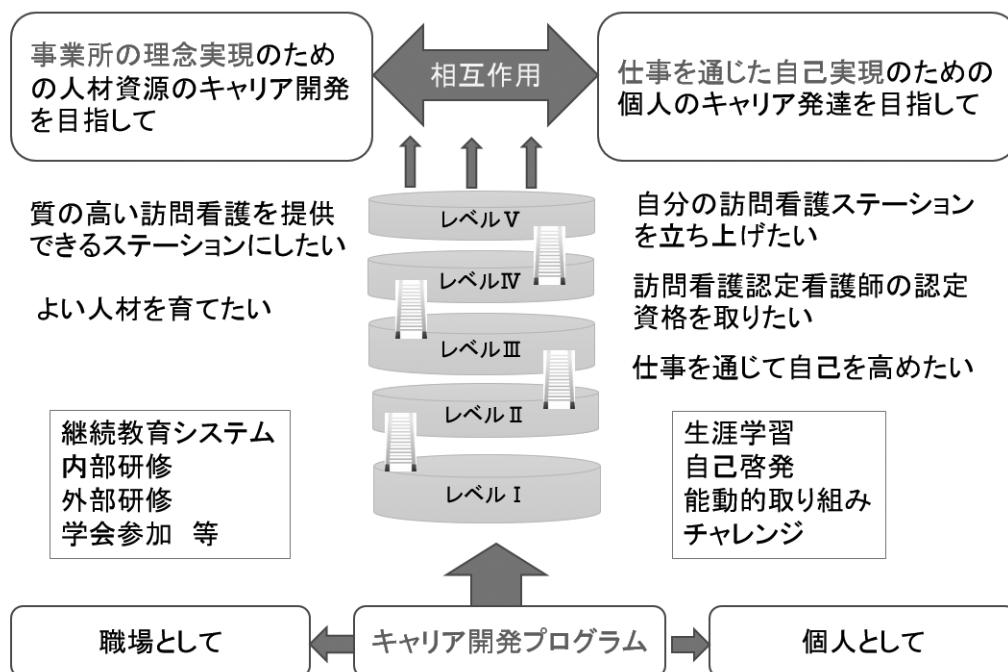 事業所の理念実現のため
の人材資源のキャリア開発
を目指して
相互作用
仕事を通じた自己実現のための
個人のキャリア発達を目指して
質の高い訪問看護を提供
できるステーションにしたい
よい人材を育てたい
継続教育システム
内部研修
外部研修
学会参加 等
レベルⅤ
レベルⅣ
レベルⅢ
レベルⅡ
レベルⅠ
自分の訪問看護ステーション
を立ち上げたい
訪問看護認定看護師の認定
資格を取りたい
仕事を通じて自己を高めたい
生涯学習
自己啓発
能動的取り組み
チャレンジ
職場として
キャリア開発プログラム
個人として